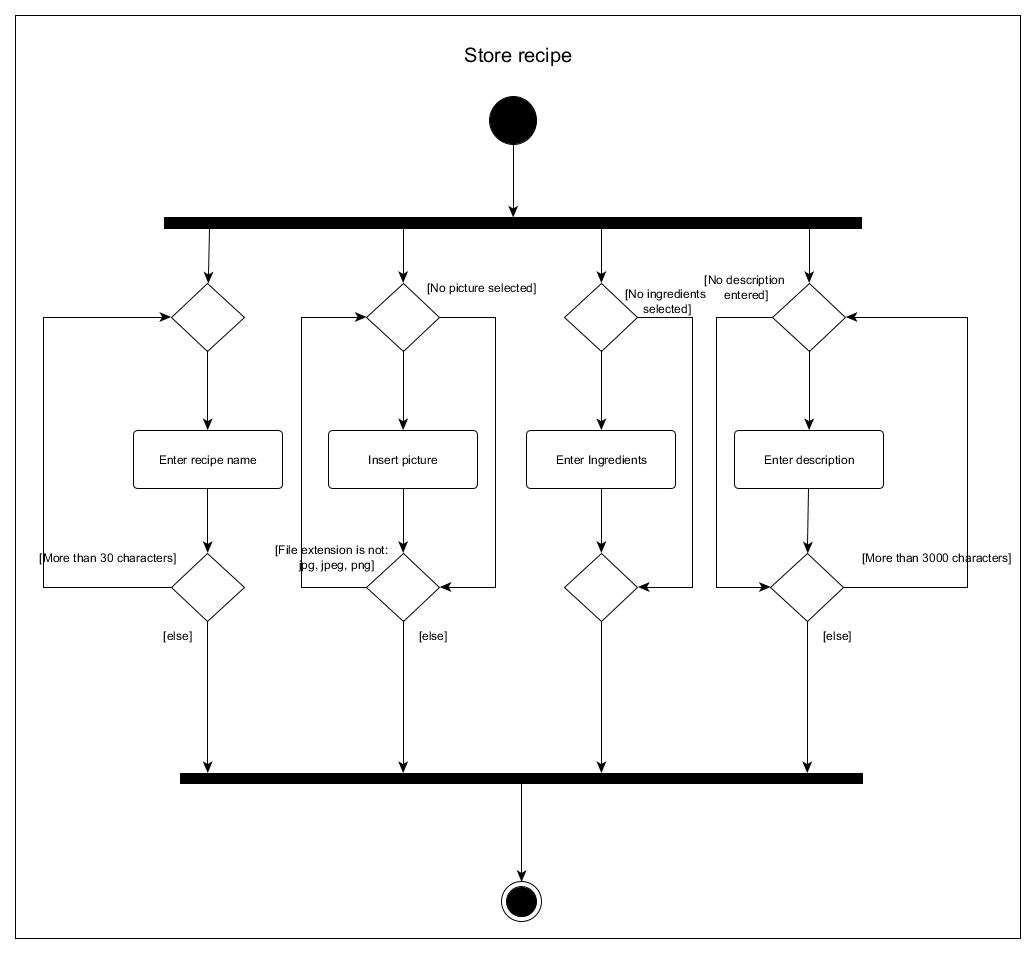 Store recipe
[No picture selected]
[No ingredients
selected]
[No description
entered]
Enter recipe name
Insert picture
Enter Ingredients
Enter description
[More than 30 characters]
[File extension is not:
jpg, jpeg, png]
[More than 3000 characters]
[else]
[else]
[else]